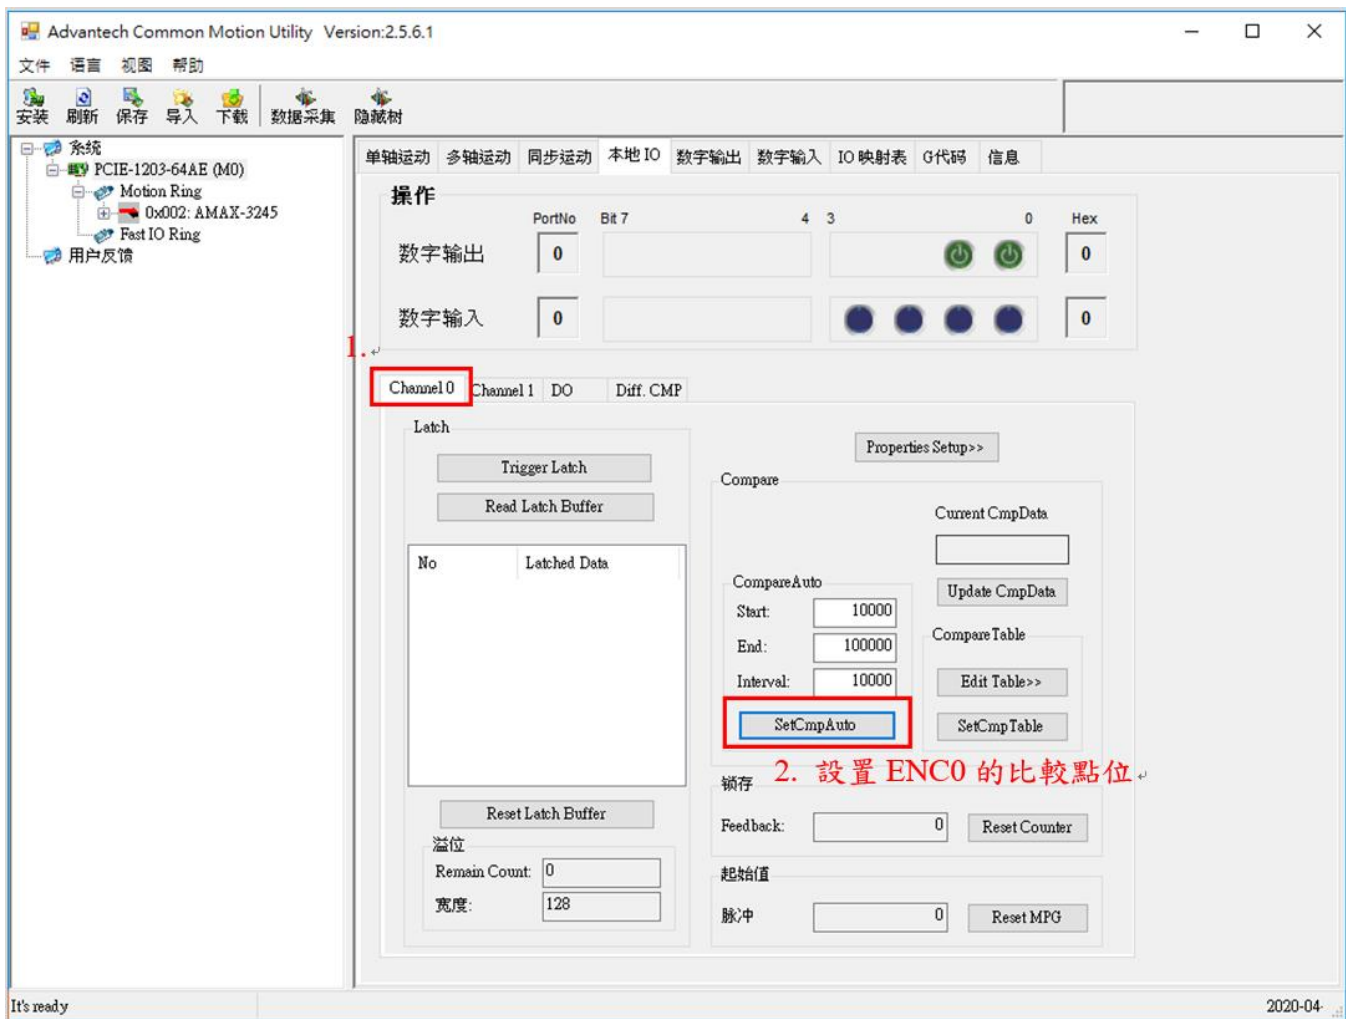 Advantech Common Motion Utility Version:2.5.6.1
文件 语言 视图 帮助
安装 刷新 保存 导入 下载 数据采集 隐藏树
系统
PCIE-1203-64AE (M0)
Motion Ring
0x002: AMAX-3245
Fast IO Ring
用户反馈
单轴运动 多轴运动 同步运动 本地 IO 数字输出 数字输入 IO 映射表 G代码 信息
操作
PortNo Bit 7 4 3 0 Hex
数字输出 0 0
数字输入 0 0
1.
Channel 0 Channel 1 DO Diff. CMP
Latch
Trigger Latch
Read Latch Buffer
No Latched Data
Reset Latch Buffer
溢位
Remain Count: 0
宽度: 128
Properties Setup>>
Compare
Current CmpData
Update CmpData
CompareAuto
Start: 10000
End: 100000
Interval: 10000
SetCmpAuto
CompareTable
Edit Table>>
SetCmpTable
2. 設置 ENC0 的比較點位
锁存
Feedback: 0 Reset Counter
起始值
脉冲 0 Reset MPG
It's ready 2020-04-